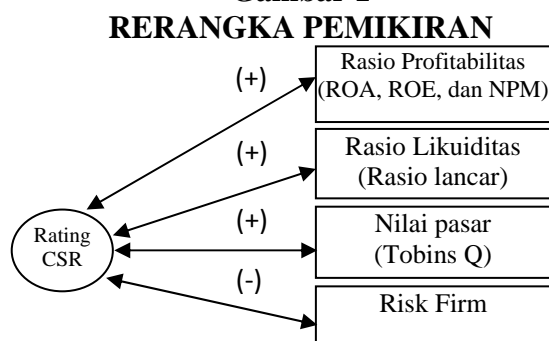 RERANGKA PEMIKIRAN
(+)
Rasio Profitabilitas
(ROA, ROE, dan NPM)
(+)
Rasio Likuiditas
(Rasio lancar)
Rating
CSR
(+)
Nilai pasar
(Tobins Q)
(-)
Risk Firm